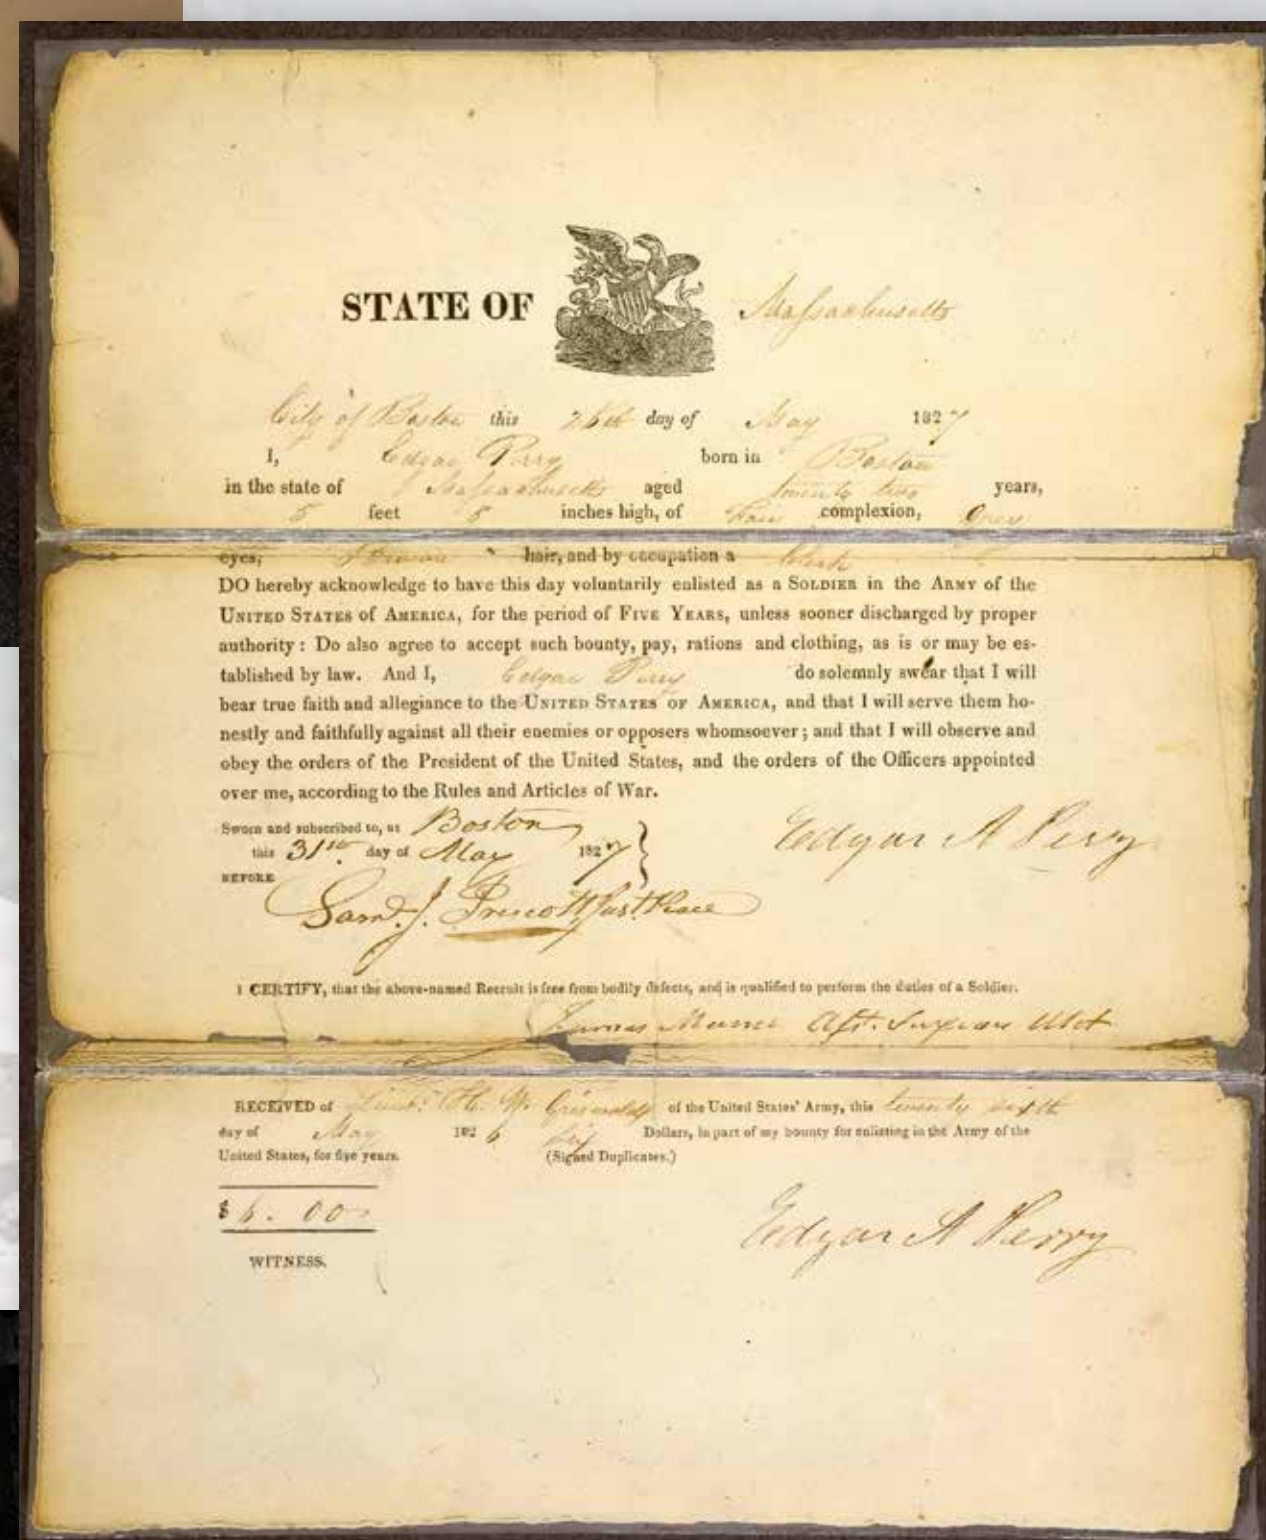 STATE OF Massachusetts
City of Boston this 26th day of May 1827
I, Edgar Perry born in Boston
in the state of Massachusetts aged twenty two years,
5 feet 8 inches high, of fair complexion, Grey
eyes, Brown hair, and by occupation a Clerk
DO hereby acknowledge to have this day voluntarily enlisted as a SOLDIER in the ARMY of the
UNITED STATES of AMERICA, for the period of FIVE YEARS, unless sooner discharged by proper
authority: Do also agree to accept such bounty, pay, rations and clothing, as is or may be es-
tablished by law. And I, Edgar Perry do solemnly swear that I will
bear true faith and allegiance to the UNITED STATES OF AMERICA, and that I will serve them ho-
nestly and faithfully against all their enemies or opposers whomsoever; and that I will observe and
obey the orders of the President of the United States, and the orders of the Officers appointed
over me, according to the Rules and Articles of War.
Sworn and subscribed to, at Boston
this 31st day of May 1827
Edgar A Perry
BEFORE
Saml. J. Prescott Just Peace
I CERTIFY, that the above-named Recruit is free from bodily defects, and is qualified to perform the duties of a Soldier.
James Mann Asst. Surgeon USA
RECEIVED of Lieut. H. W. Griswold of the United States' Army, this twenty sixth
day of May 1826 six Dollars, in part of my bounty for enlisting in the Army of the
United States, for five years. (Signed Duplicates.)
$ 6. 00
Edgar A Perry
WITNESS.